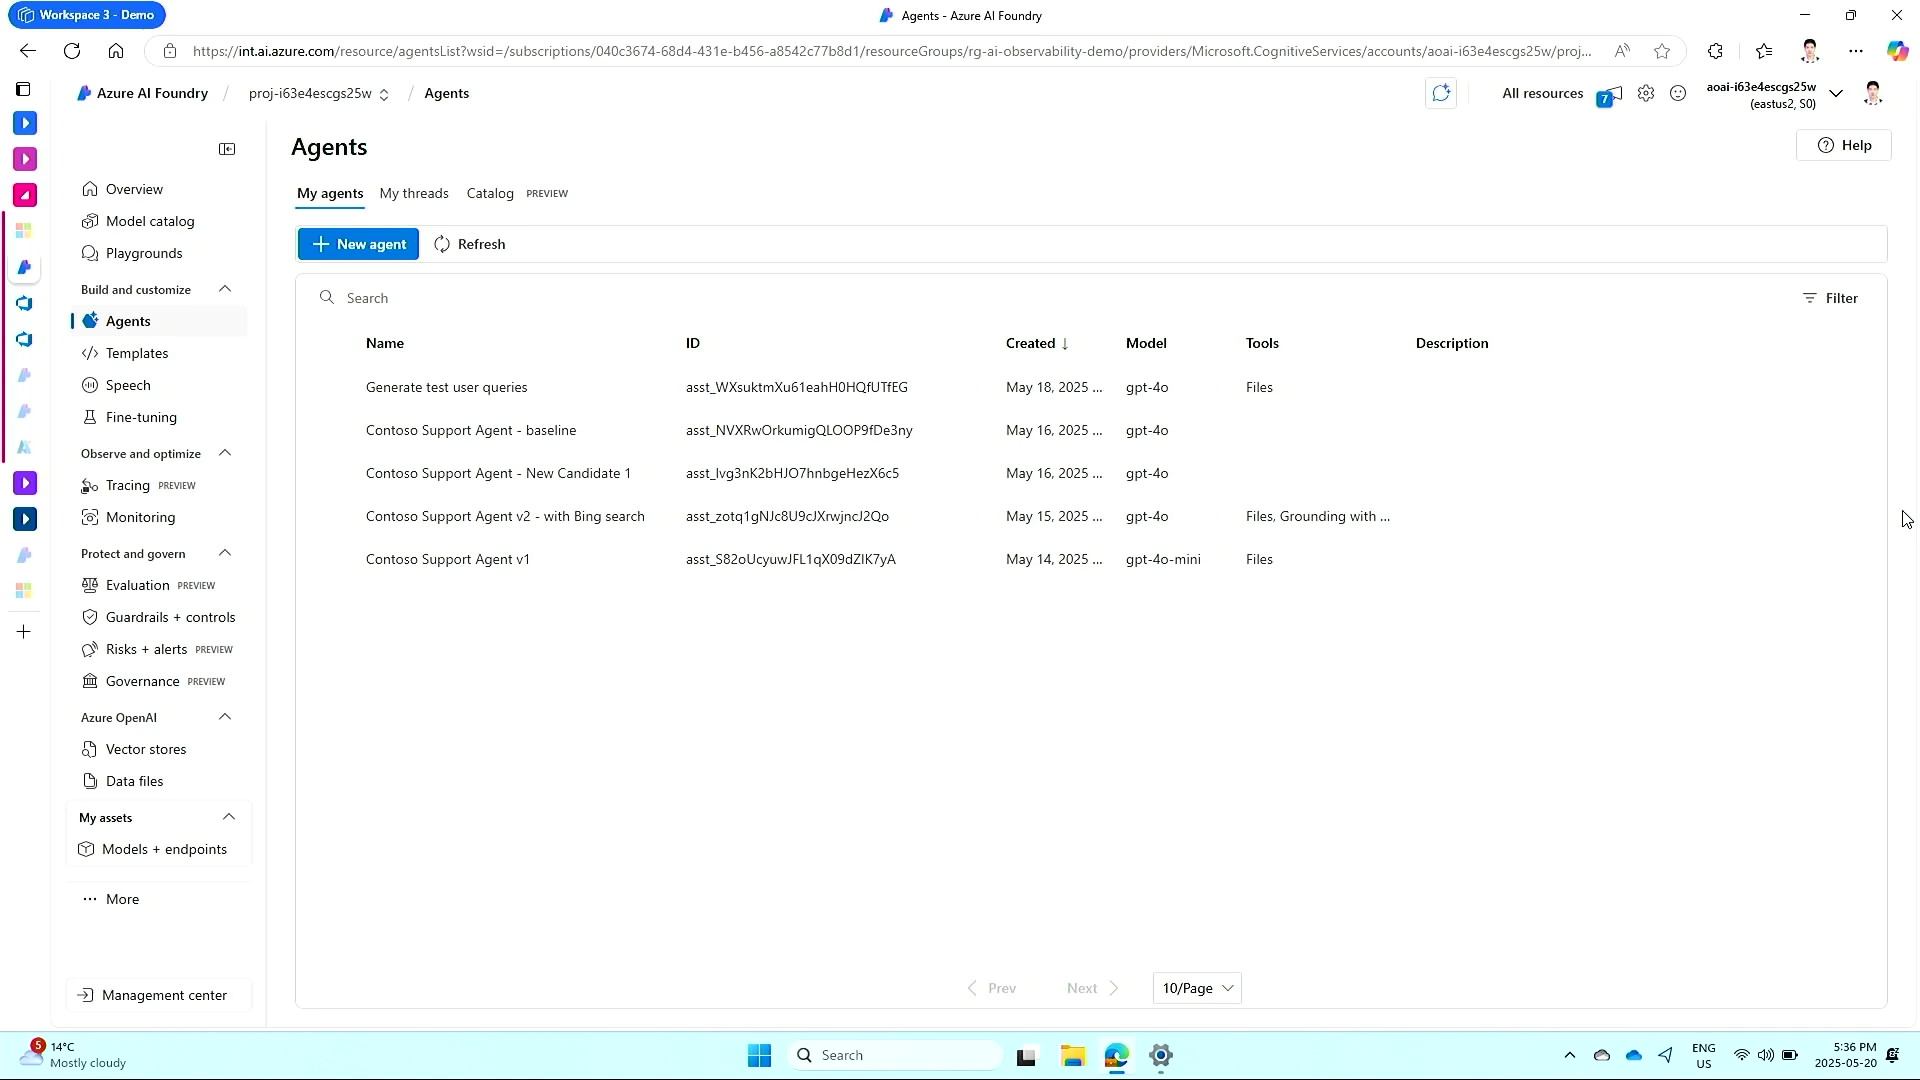 Workspace 3 - Demo
Agents - Azure AI Foundry
https://int.ai.azure.com/resource/agentsList?wsid=/subscriptions/040c3674-68d4-431e-b456-a8542c77b8d1/resourceGroups/rg-ai-observability-demo/providers/Microsoft.CognitiveServices/accounts/aoai-i63e4escgs25w/proj...
Azure AI Foundry / proj-i63e4escgs25w / Agents
All resources
7
aoai-i63e4escgs25w
(eastus2, S0)
Agents
Help
My agents
My threads
Catalog PREVIEW
New agent
Refresh
Overview
Model catalog
Playgrounds
Build and customize
Agents
Templates
Speech
Fine-tuning
Observe and optimize
Tracing PREVIEW
Monitoring
Protect and govern
Evaluation PREVIEW
Guardrails + controls
Risks + alerts PREVIEW
Governance PREVIEW
Azure OpenAI
Vector stores
Data files
My assets
Models + endpoints
More
Management center
Search
Filter
Name ID Created ↓ Model Tools Description
Generate test user queries asst_WXsuktmXu61eahH0HQfUTfEG May 18, 2025 ... gpt-4o Files
Contoso Support Agent - baseline asst_NVXRwOrkumigQLOOP9fDe3ny May 16, 2025 ... gpt-4o
Contoso Support Agent - New Candidate 1 asst_lvg3nK2bHJO7hnbgeHezX6c5 May 16, 2025 ... gpt-4o
Contoso Support Agent v2 - with Bing search asst_zotq1gNJc8U9cJXrwjncJ2Qo May 15, 2025 ... gpt-4o Files, Grounding with ...
Contoso Support Agent v1 asst_S82oUcyuwJFL1qX09dZIK7yA May 14, 2025 ... gpt-4o-mini Files
Prev
Next
10/Page
5
14°C
Mostly cloudy
Search
ENG
US
5:36 PM
2025-05-20